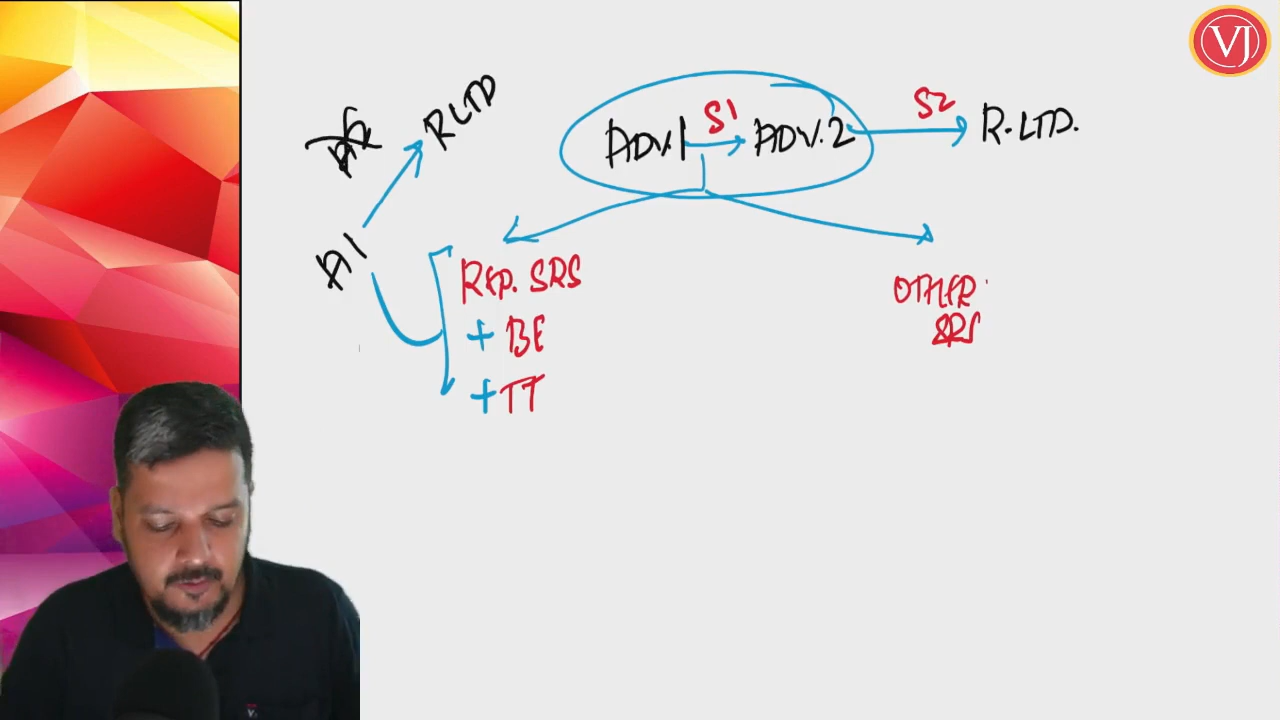 VJ
R LTD
ADV.1 S1 ADV.2 S2 R.LTD.
A1
REP. SRS
+ BE
+ TT
OTHER
SRS